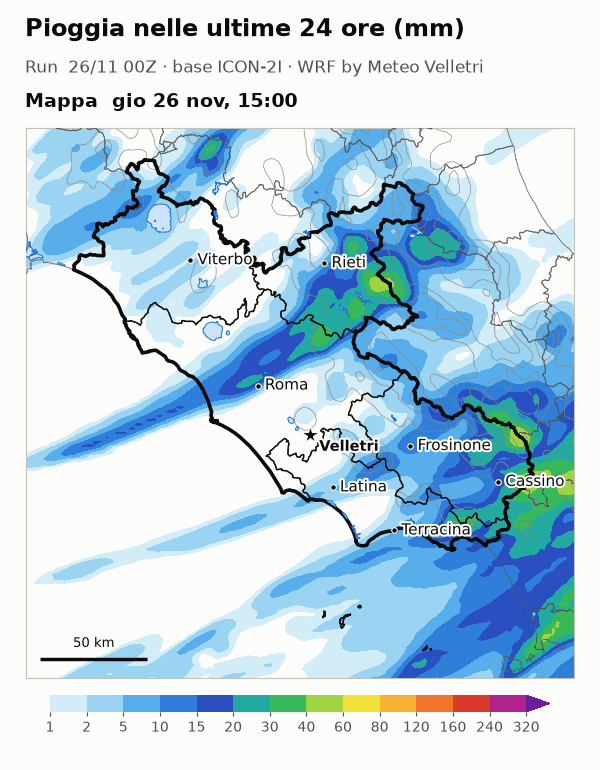 Pioggia nelle ultime 24 ore (mm)
Run 26/11 00Z · base ICON-2I · WRF by Meteo Velletri
Mappa gio 26 nov, 15:00
Viterbo
Rieti
Roma
Velletri
Frosinone
Latina
Cassino
Terracina
50 km
1 2 5 10 15 20 30 40 60 80 120 160 240 320